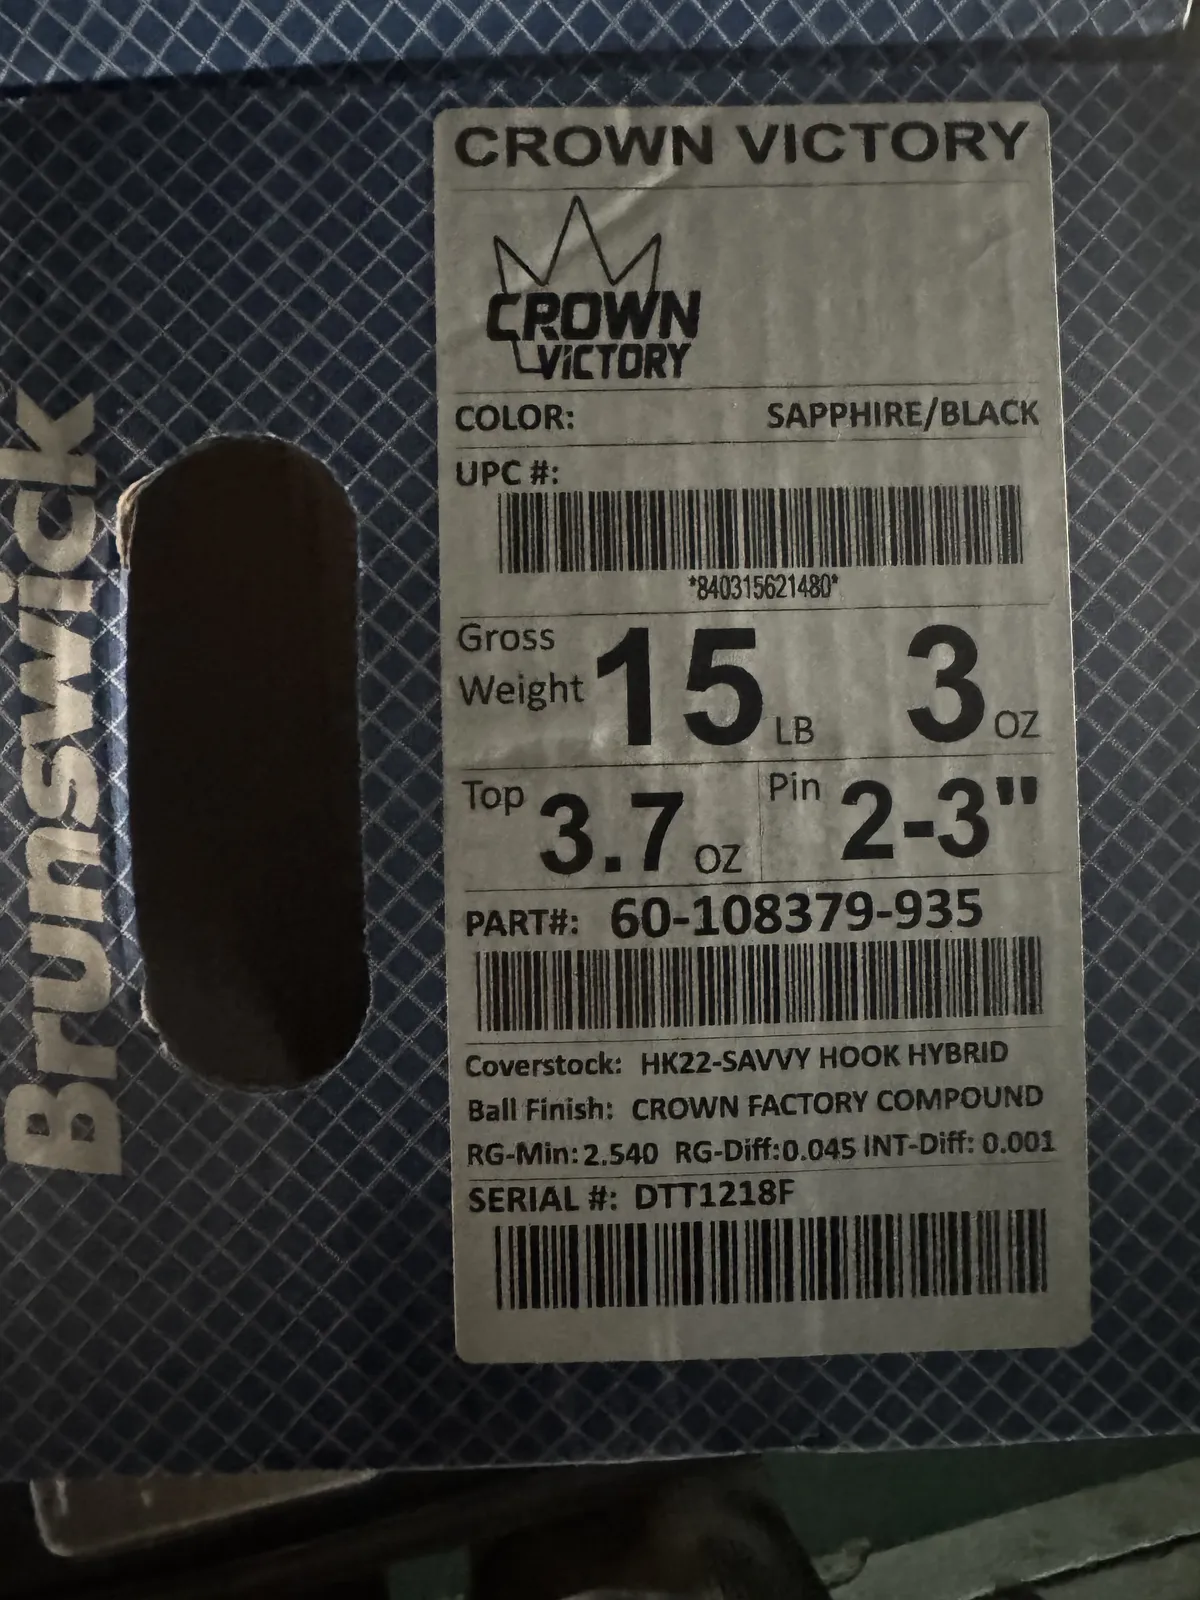 Brunswick
CROWN VICTORY
CROWN
ViCTORY
COLOR: SAPPHIRE/BLACK
UPC #:
*840315621480*
Gross Weight 15 LB 3 OZ
Top 3.7 OZ Pin 2-3"
PART#: 60-108379-935
Coverstock: HK22-SAVVY HOOK HYBRID
Ball Finish: CROWN FACTORY COMPOUND
RG-Min: 2.540 RG-Diff:0.045 INT-Diff: 0.001
SERIAL #: DTT1218F